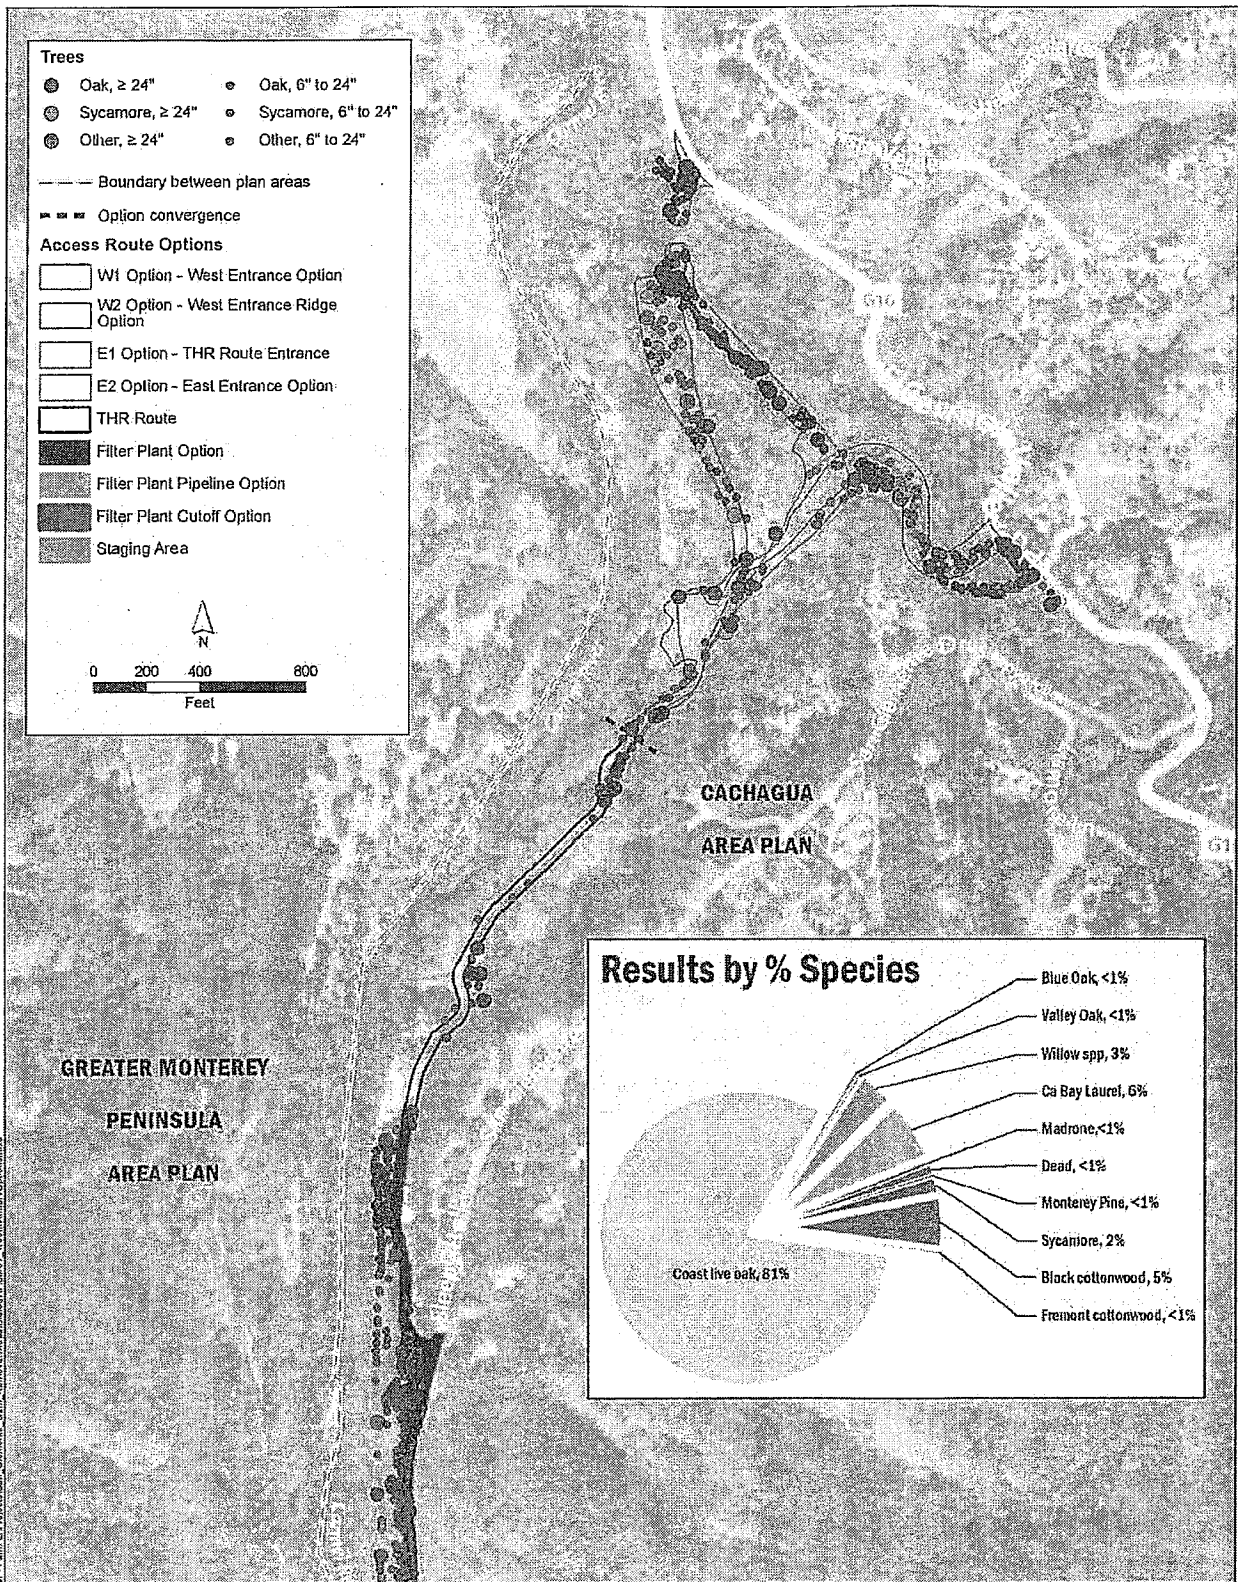 Trees
Oak, ≥ 24"
Oak, 6" to 24"
Sycamore, ≥ 24"
Sycamore, 6" to 24"
Other, ≥ 24"
Other, 6" to 24"
Boundary between plan areas
Option convergence
Access Route Options
W1 Option - West Entrance Option
W2 Option - West Entrance Ridge
Option
E1 Option - THR Route Entrance
E2 Option - East Entrance Option
THR Route
Filter Plant Option
Filter Plant Pipeline Option
Filter Plant Cutoff Option
Staging Area
N
0 200 400 800
Feet
G16
G1
CACHAGUA
AREA PLAN
GREATER MONTEREY
PENINSULA
AREA PLAN
Results by % Species
Blue Oak, <1%
Valley Oak, <1%
Willow spp, 3%
Ca Bay Laurel, 6%
Madrone,<1%
Dead, <1%
Monterey Pine, <1%
Sycamore, 2%
Black cottonwood, 5%
Fremont cottonwood, <1%
Coast live oak, 81%